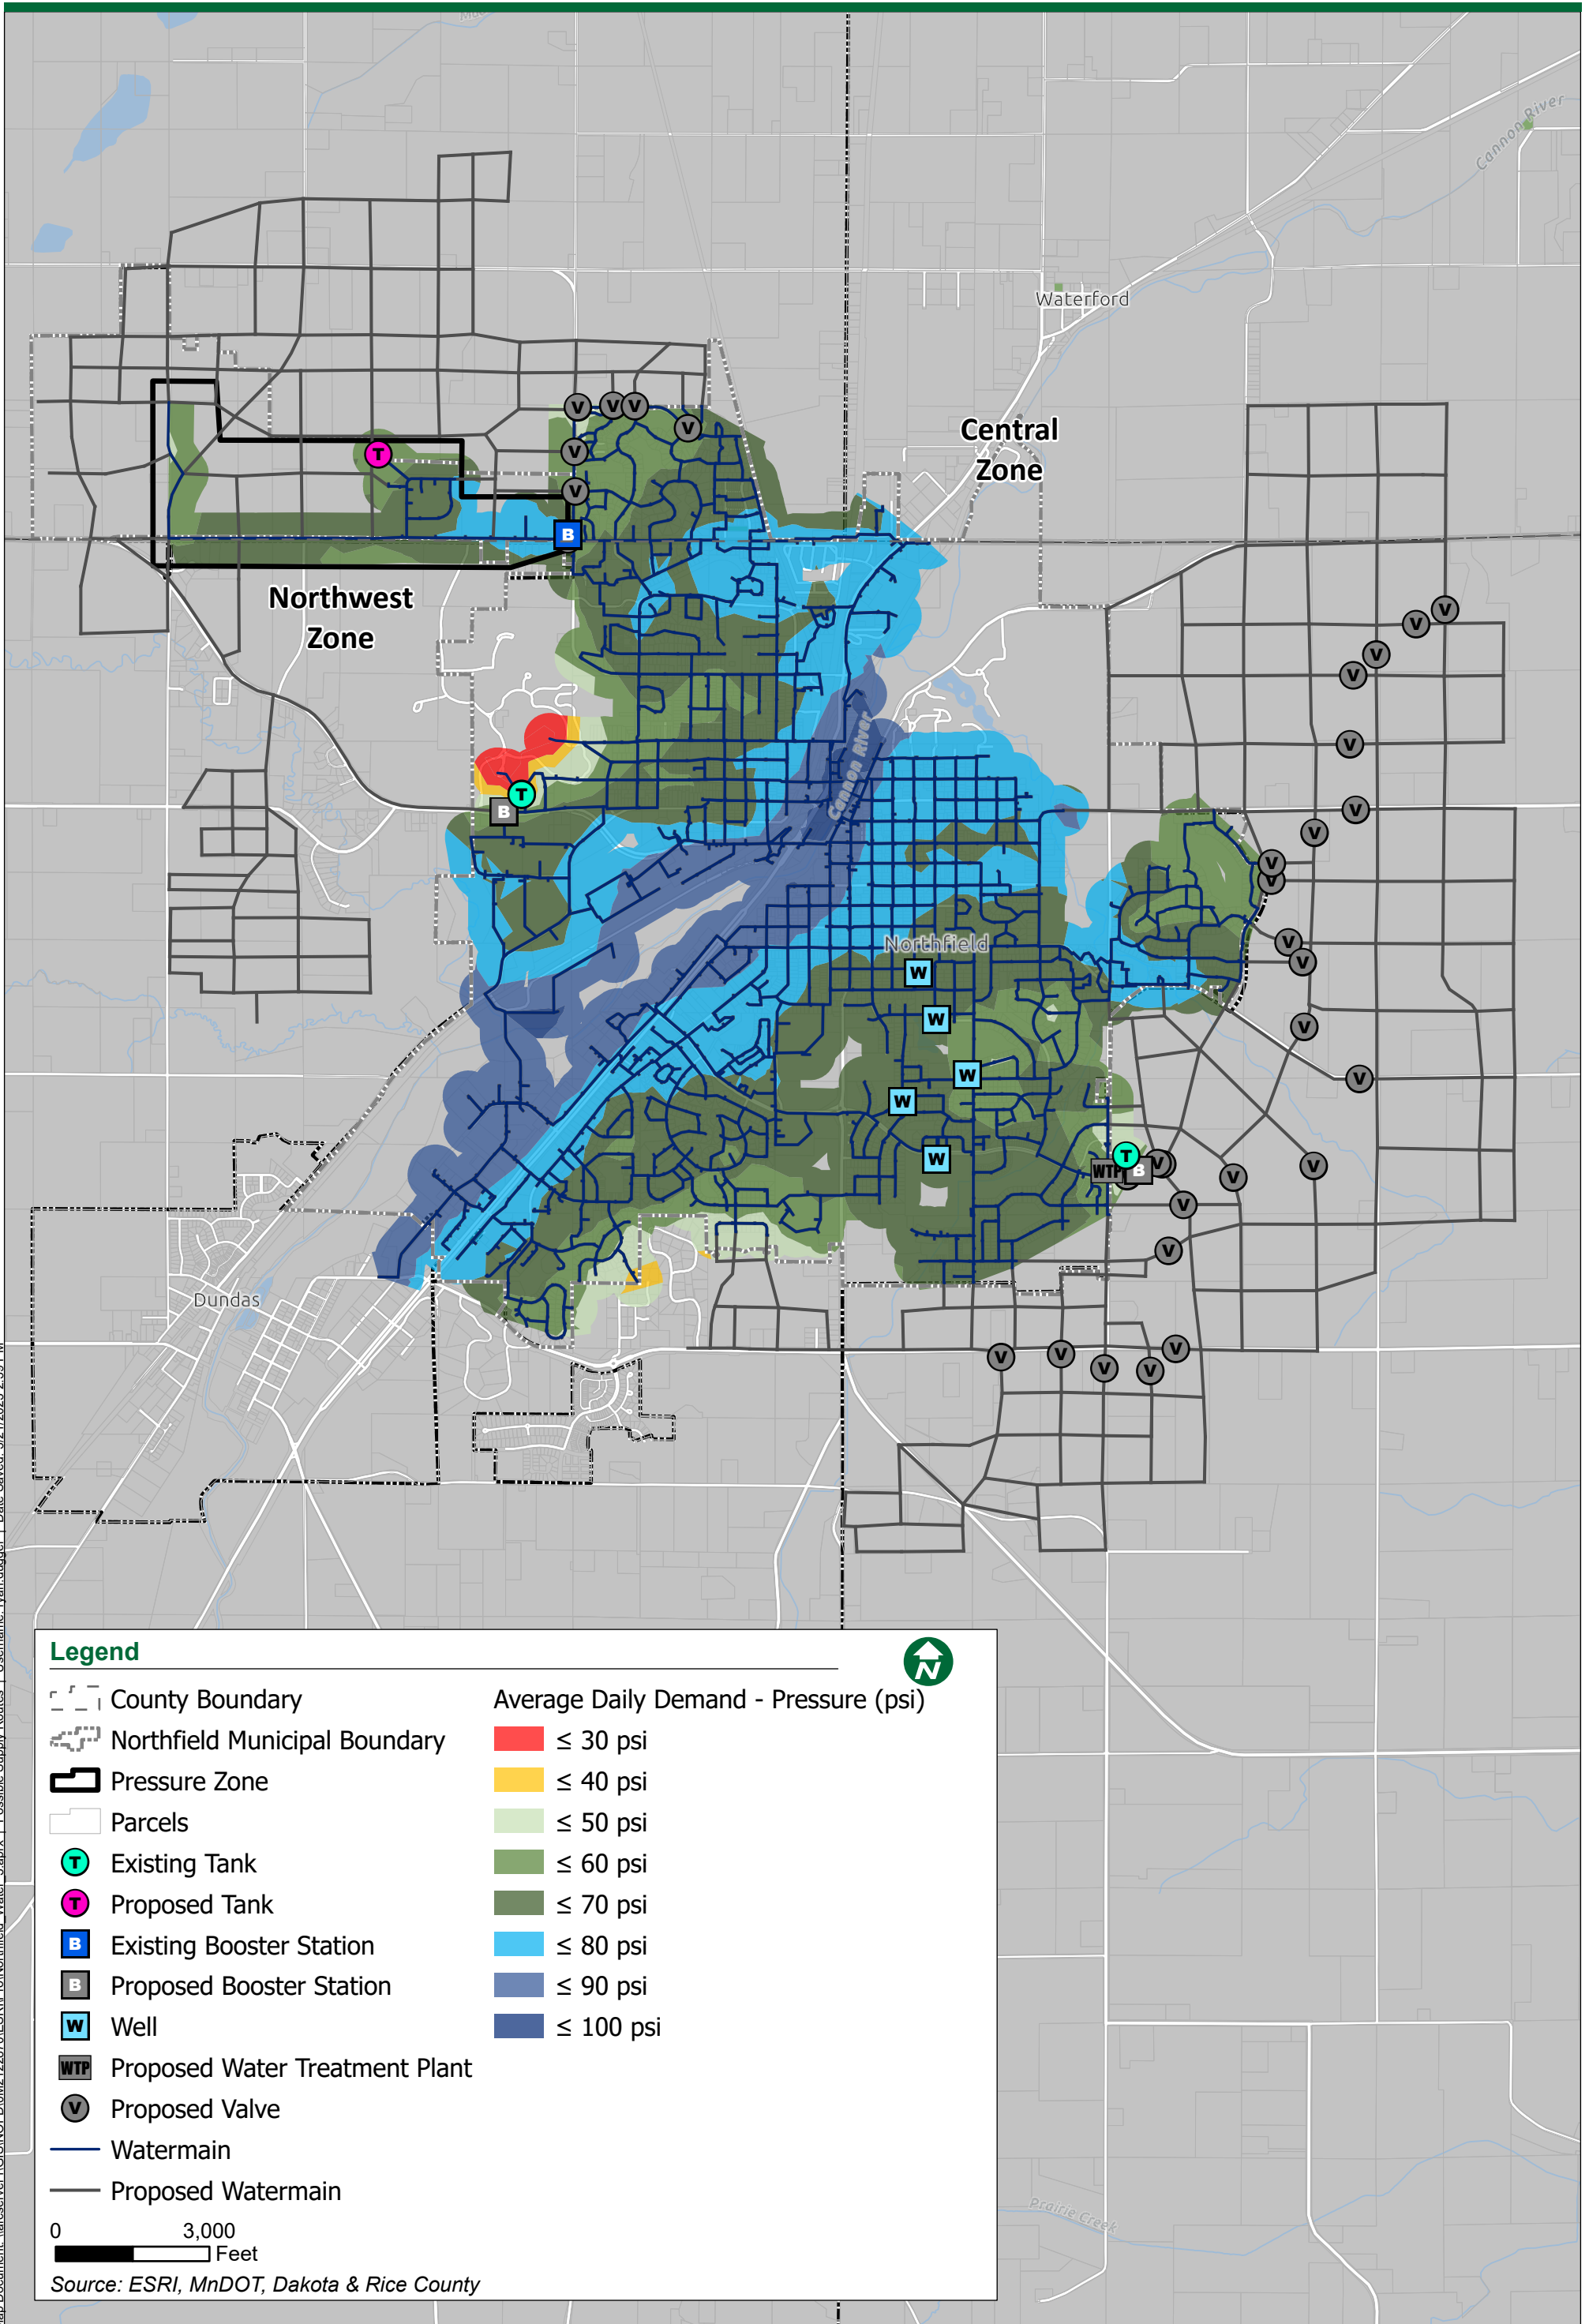 Cannon River
Waterford
Central
Zone
T
V
V
V
V
V
V
B
Northwest
Zone
V
V
V
V
V
V
V
V
V
V
V
V
V
T
B
Cannon River
Northfield
W
W
W
W
W
T
WTP
B
V
V
V
V
V
Dundas
V
V
V
V
V
Legend
N
County Boundary
Northfield Municipal Boundary
Pressure Zone
Parcels
T Existing Tank
T Proposed Tank
B Existing Booster Station
B Proposed Booster Station
W Well
WTP Proposed Water Treatment Plant
V Proposed Valve
Watermain
Proposed Watermain
0 3,000
Feet
Source: ESRI, MnDOT, Dakota & Rice County
Average Daily Demand - Pressure (psi)
≤ 30 psi
≤ 40 psi
≤ 50 psi
≤ 60 psi
≤ 70 psi
≤ 80 psi
≤ 90 psi
≤ 100 psi
Prairie Creek